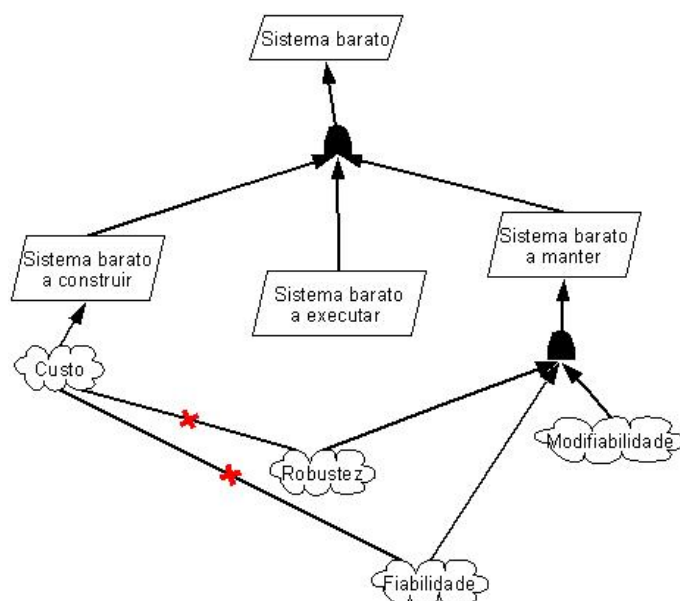 Sistema barato
Sistema barato
a construir
Sistema barato
a executar
Sistema barato
a manter
Custo
Robustez
Modifiabilidade
Fiabilidade